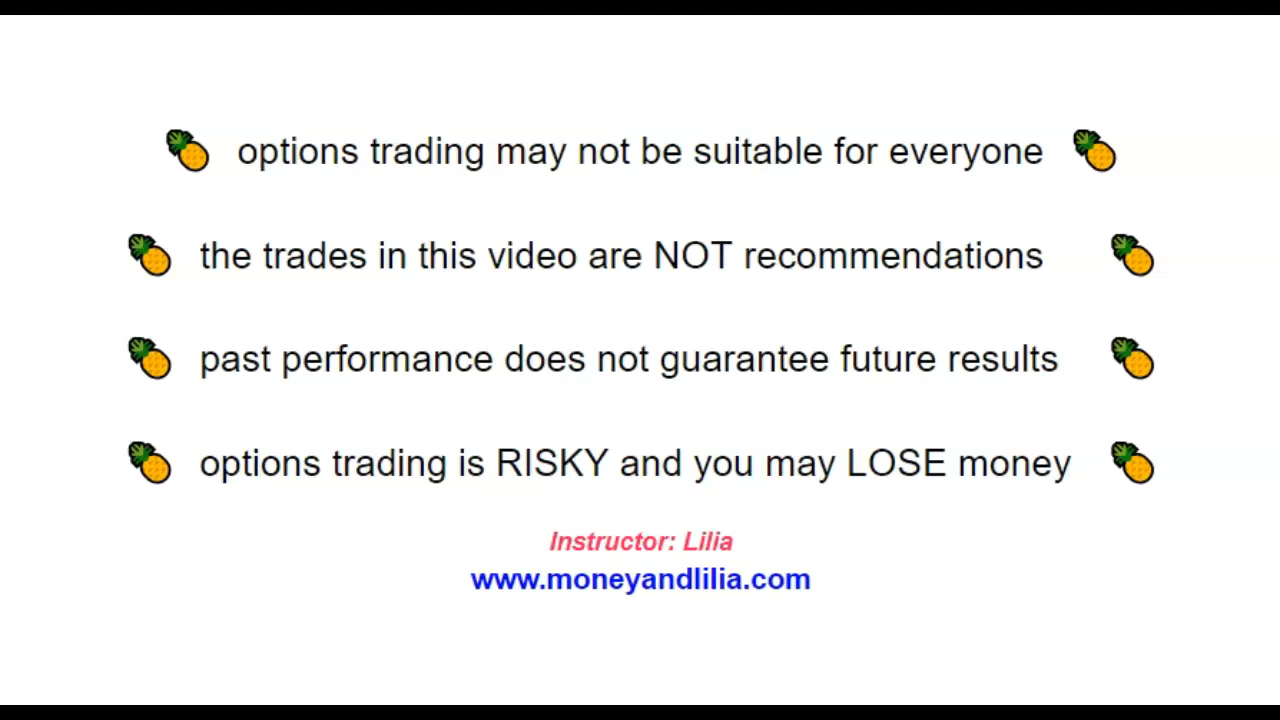 options trading may not be suitable for everyone
the trades in this video are NOT recommendations
past performance does not guarantee future results
options trading is RISKY and you may LOSE money
Instructor: Lilia
www.moneyandlilia.com